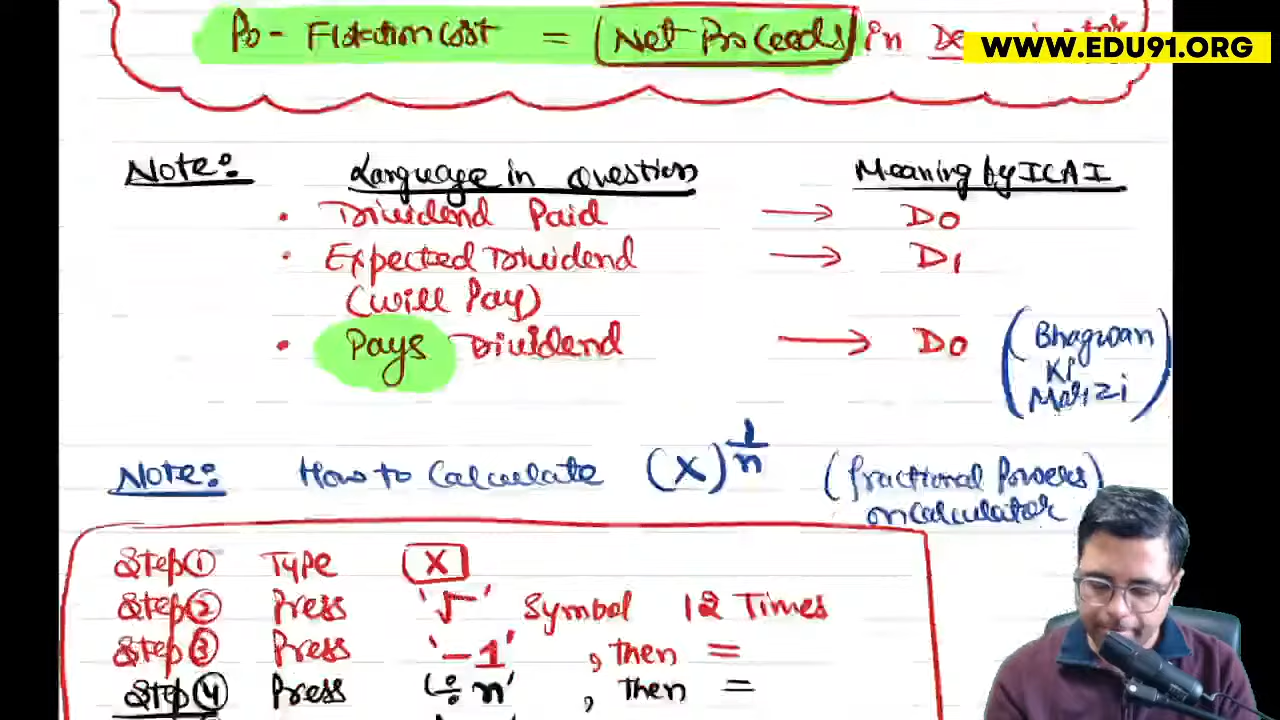 P0 - Flotation Cost = Net Proceeds in
WWW.EDU91.ORG
Note: Language in Question Meaning by ICAI
• Dividend Paid → D0
• Expected Dividend → D1
(Will Pay)
• Pays Dividend → D0 (Bhagwan Ki Marzi)
Note: How to Calculate (X)^1/n (fractional Powers on calculator)
Step ① Type X
Step ② Press '√' Symbol 12 Times
Step ③ Press '-1' , then =
Step ④ Press '÷ n' , then =